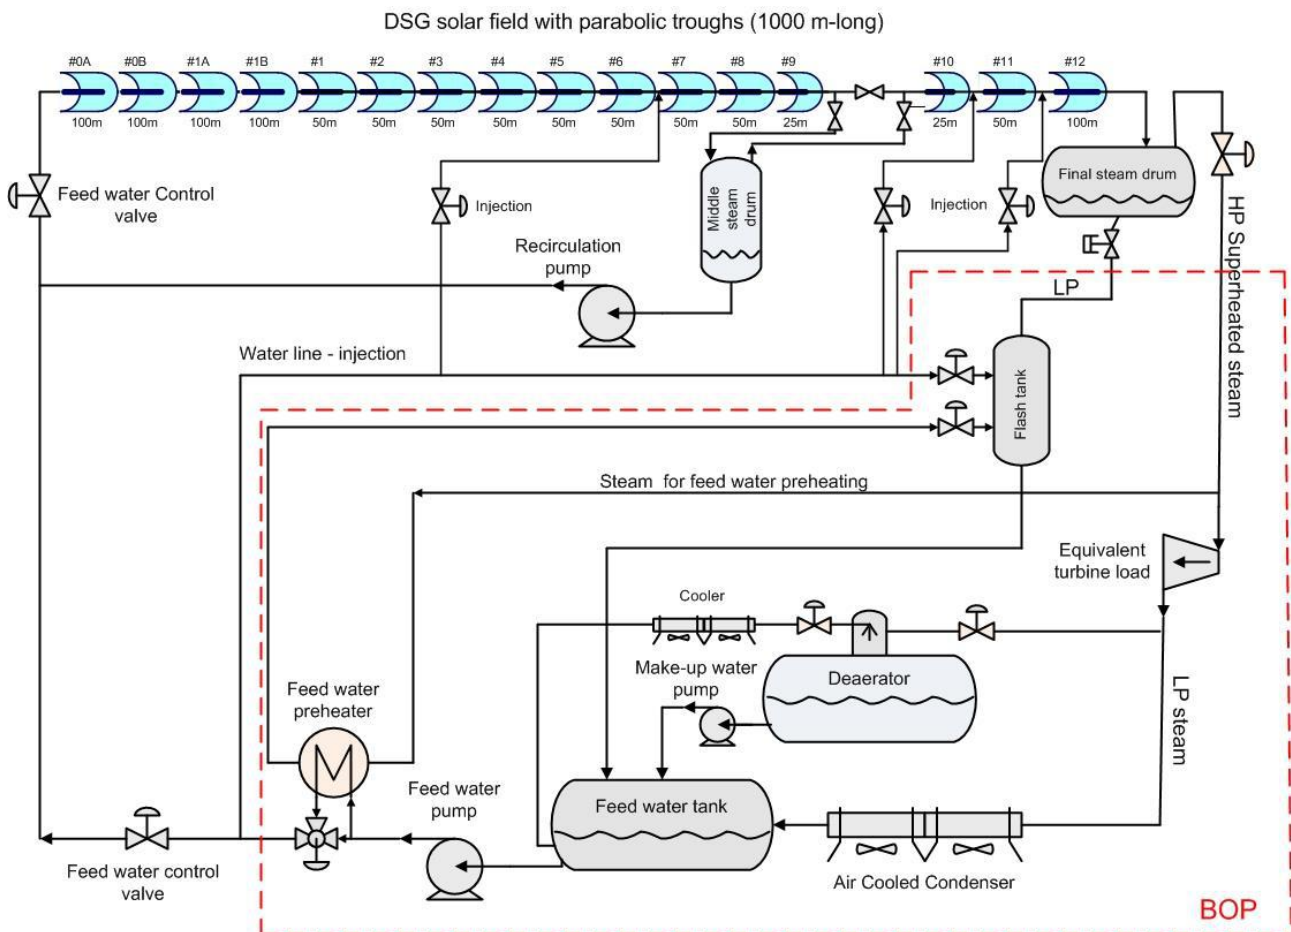 DSG solar field with parabolic troughs (1000 m-long)
#0A #0B #1A #1B #1 #2 #3 #4 #5 #6 #7 #8 #9 #10 #11 #12
100m 100m 100m 100m 50m 50m 50m 50m 50m 50m 50m 50m 25m 25m 50m 100m
Feed water Control
valve
Injection
Middle
steam
drum
Injection
Final steam drum
HP Superheated steam
Recirculation
pump
LP
Water line - injection
Flash tank
Steam for feed water preheating
Equivalent
turbine load
Cooler
Make-up water
pump
Deaerator
LP steam
Feed water
preheater
Feed water
pump
Feed water tank
Feed water control
valve
Air Cooled Condenser
BOP